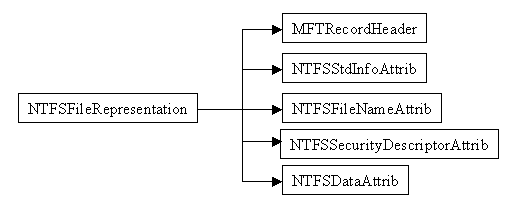 MFTRecordHeader
NTFSStdInfoAttrib
NTFSFileRepresentation
NTFSFileNameAttrib
NTFSSecurityDescriptorAttrib
NTFSDataAttrib